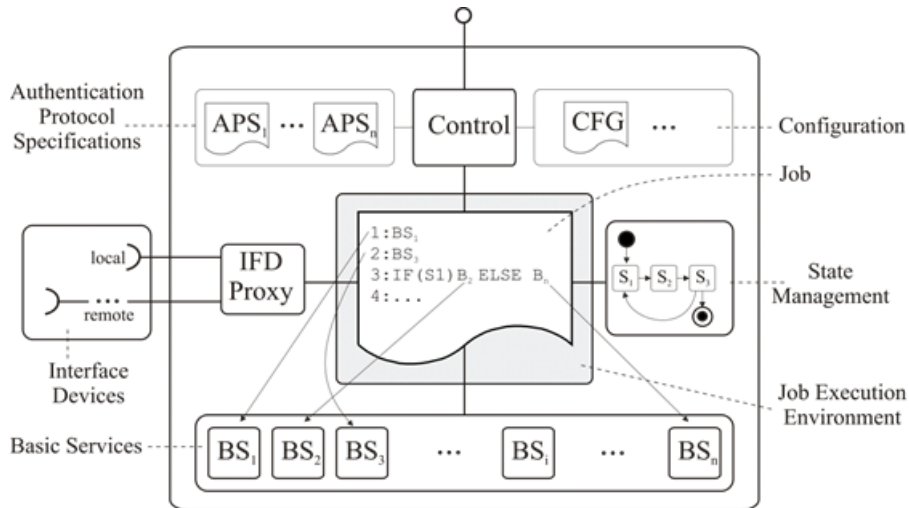 Authentication
Protocol
Specifications
APS₁ ... APSₙ
Control
CFG ...
Configuration
Job
local
remote
...
Interface
Devices
IFD
Proxy
1:BS₁
2:BS₃
3:IF(S1)B₂ ELSE Bₙ
4:...
S₁ S₂ S₃
State
Management
Job Execution
Environment
Basic Services
BS₁ BS₂ BS₃ ... BSᵢ ... BSₙ